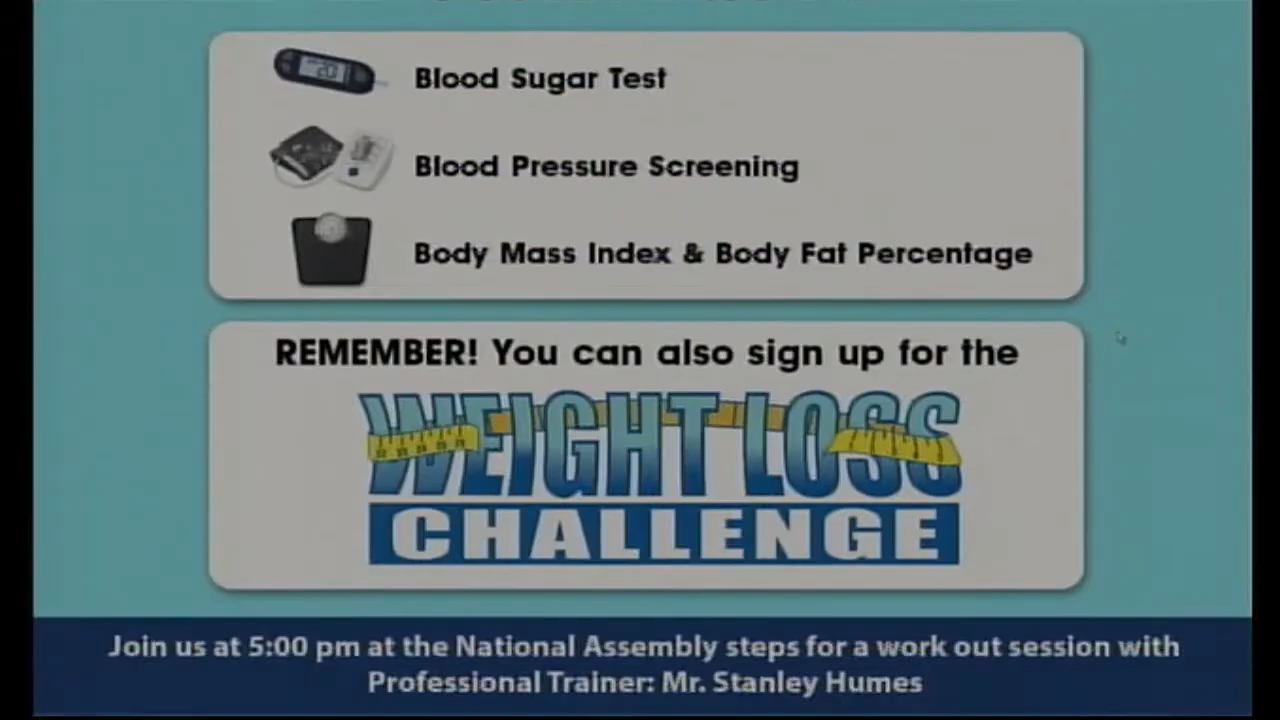 Blood Sugar Test
Blood Pressure Screening
Body Mass Index & Body Fat Percentage
REMEMBER! You can also sign up for the
WEIGHT LOSS
CHALLENGE
Join us at 5:00 pm at the National Assembly steps for a work out session with
Professional Trainer: Mr. Stanley Humes